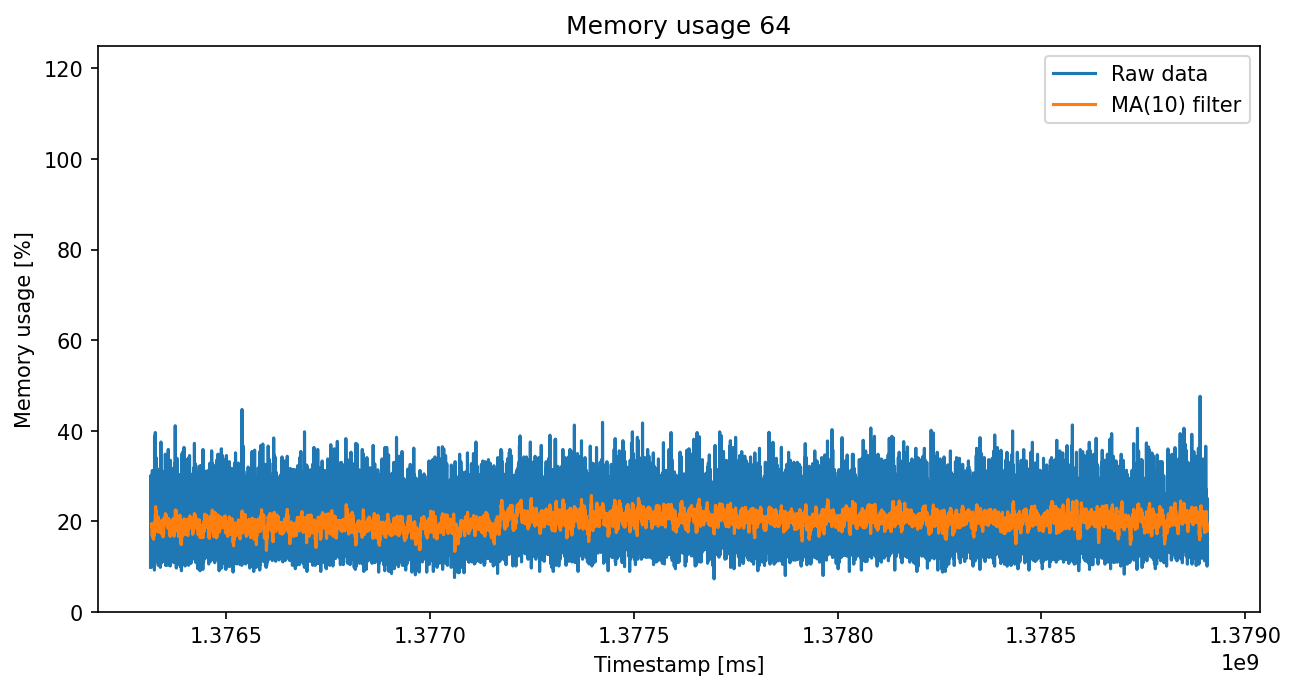 Memory usage 64
Raw data
MA(10) filter
Memory usage [%]
120
100
80
60
40
20
0
1.3765 1.3770 1.3775 1.3780 1.3785 1.3790
1e9
Timestamp [ms]